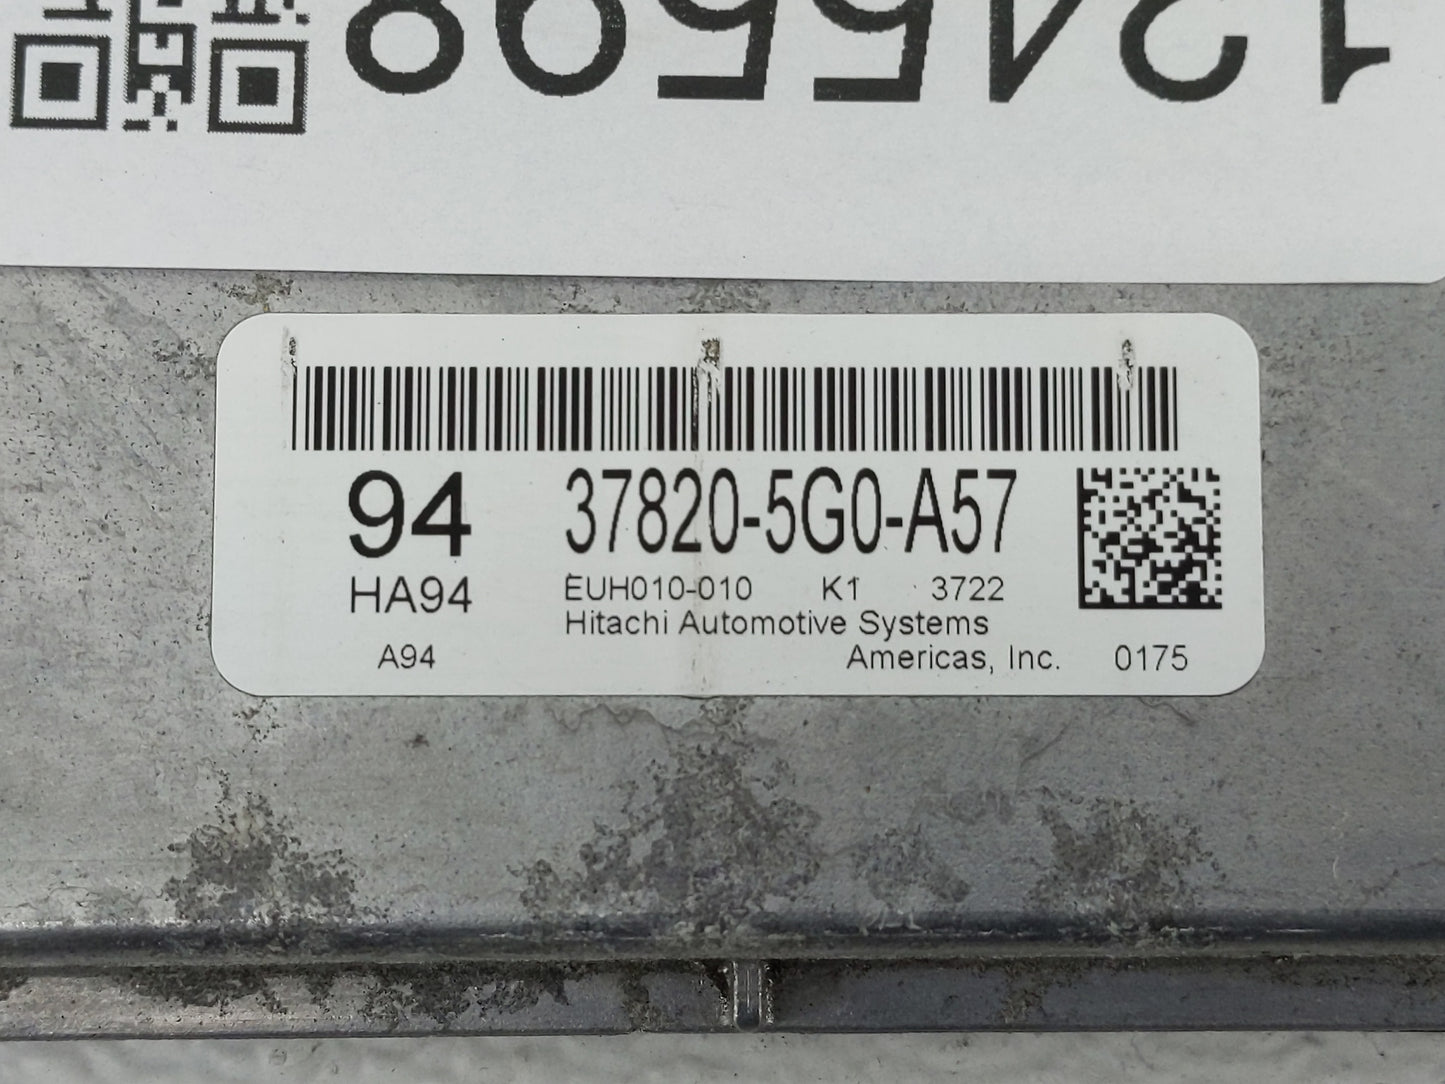 94 37820-5G0-A57
HA94 EUH010-010 K1 3722
Hitachi Automotive Systems
A94 Americas, Inc. 0175